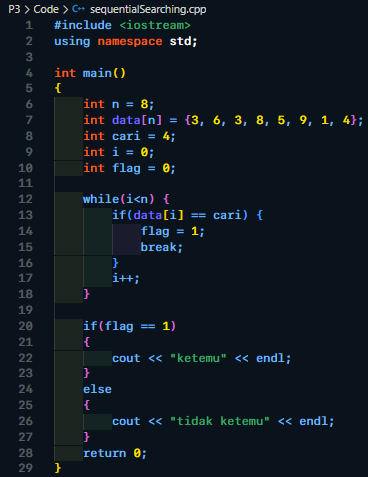 P3 > Code > C++ sequentialSearching.cpp
1 #include <iostream>
2 using namespace std;
3
4 int main()
5 {
6 int n = 8;
7 int data[n] = {3, 6, 3, 8, 5, 9, 1, 4};
8 int cari = 4;
9 int i = 0;
10 int flag = 0;
11
12 while(i<n) {
13 if(data[i] == cari) {
14 flag = 1;
15 break;
16 }
17 i++;
18 }
19
20 if(flag == 1)
21 {
22 cout << "ketemu" << endl;
23 }
24 else
25 {
26 cout << "tidak ketemu" << endl;
27 }
28 return 0;
29 }